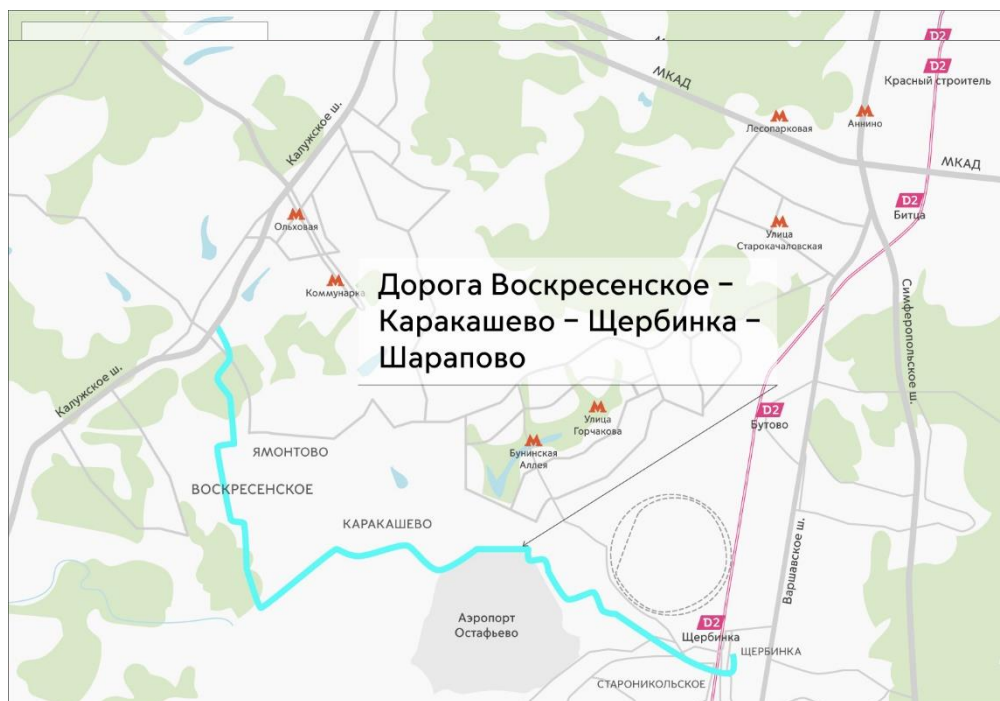 D2
D2
Красный строитель
МКАД
Калужское ш.
Лесопарковая
Аннино
МКАД
D2
Битца
Ольховая
Улица
Старокачаловская
Коммунарка
Дорога Воскресенское –
Каракашево – Щербинка –
Шарапово
Симферопольское ш.
Калужское ш.
D2
Бутово
Улица
Горчакова
Бунинская
Аллея
ЯМОНТОВО
ВОСКРЕСЕНСКОЕ
КАРАКАШЕВО
Варшавское ш.
Аэропорт
Остафьево
D2
Щербинка
ЩЕРБИНКА
СТАРОНИКОЛЬСКОЕ